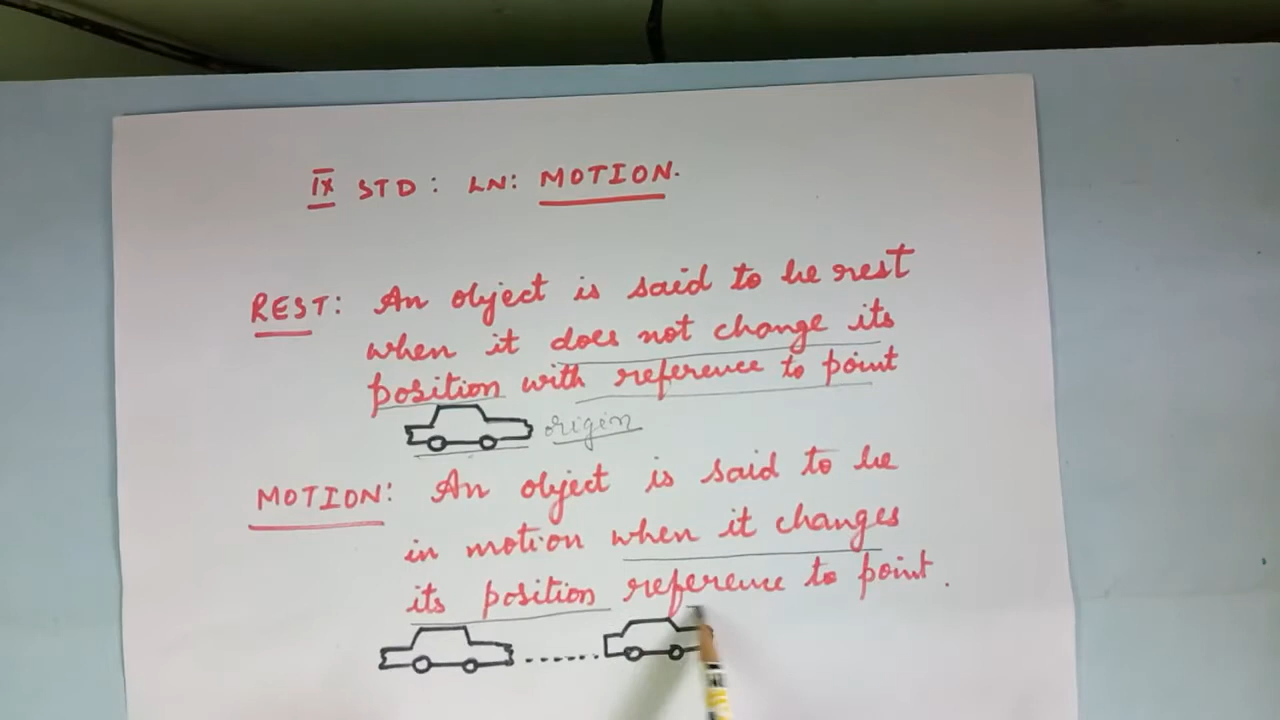 IX STD: LN: MOTION.
REST: An object is said to be rest
when it does not change its
position with reference to point
origin
MOTION: An object is said to be
in motion when it changes
its position reference to point.